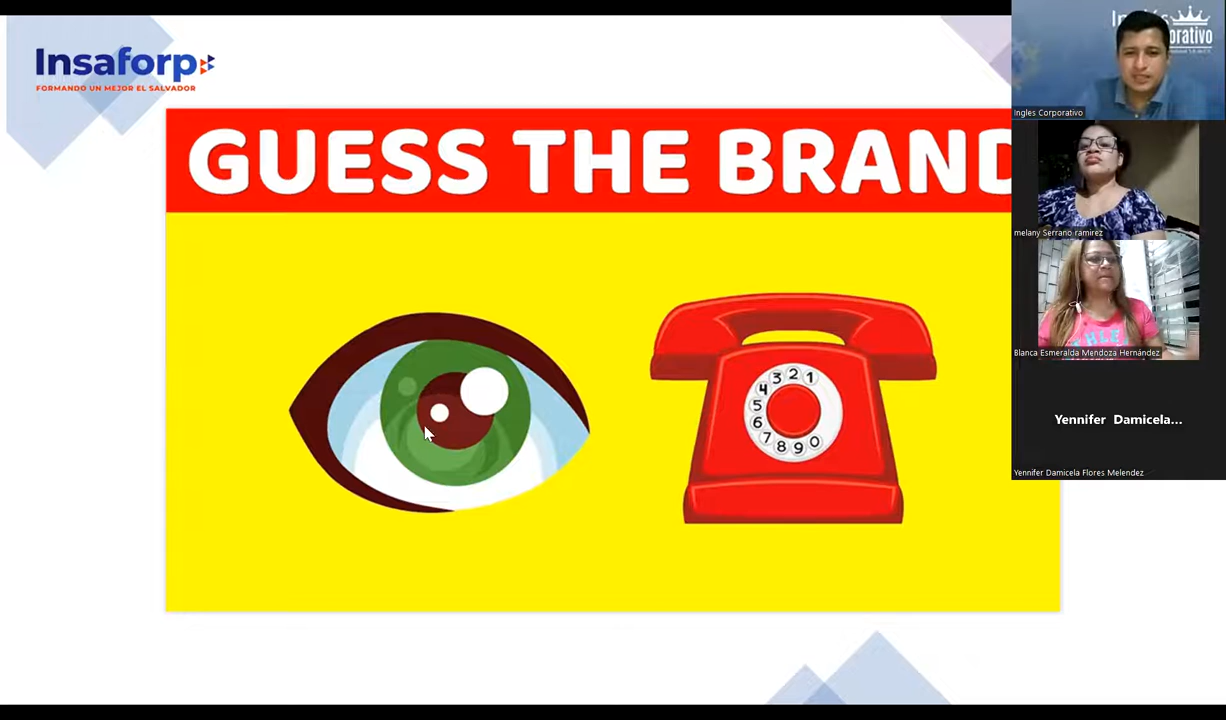 Insaforp
FORMANDO UN MEJOR EL SALVADOR
GUESS THE BRAND
3 2 1
4
5
6
7 8 9 0
Ingles Corporativo
melany Serrano ramirez
Blanca Esmeralda Mendoza Hernández
Yennifer Damicela...
Yennifer Damicela Flores Melendez